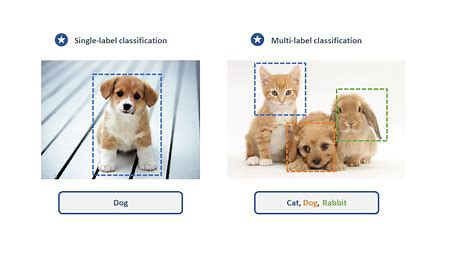 Single-label classification
Multi-label classification
Dog
Cat, Dog, Rabbit